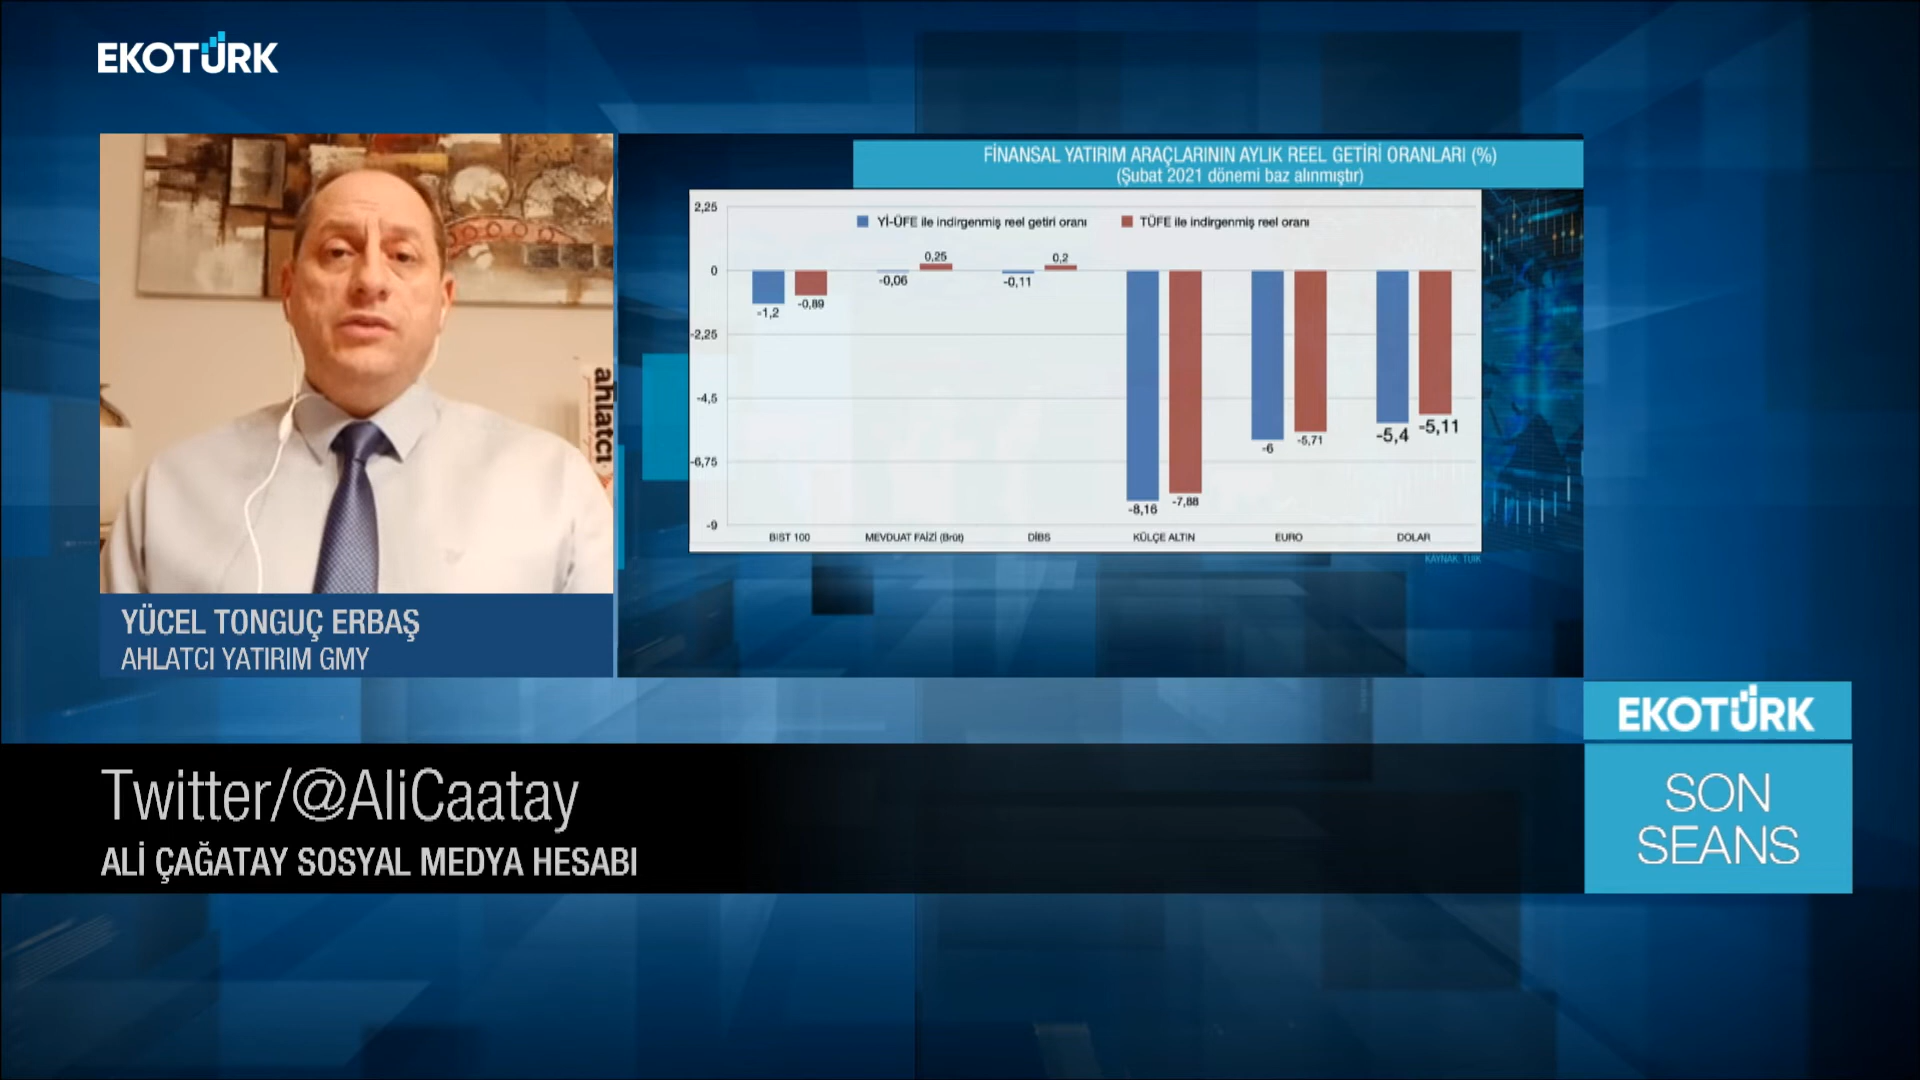 EKOTÜRK
FİNANSAL YATIRIM ARAÇLARININ AYLIK REEL GETİRİ ORANLARI (%)
(Şubat 2021 dönemi baz alınmıştır)
Yİ-ÜFE ile indirgenmiş reel getiri oranı
TÜFE ile indirgenmiş reel oranı
2,25
0
-2,25
-4,5
-6,75
-9
-1,2
-0,89
-0,06
0,25
-0,11
0,2
-8,16
-7,88
-6
-5,71
-5,4
-5,11
BIST 100
MEVDUAT FAİZİ (Brüt)
DİBS
KÜLÇE ALTIN
EURO
DOLAR
KAYNAK: TÜİK
ahlatcı
YÜCEL TONGUÇ ERBAŞ
AHLATCI YATIRIM GMY
EKOTÜRK
SON
SEANS
Twitter/@AliCaatay
ALİ ÇAĞATAY SOSYAL MEDYA HESABI